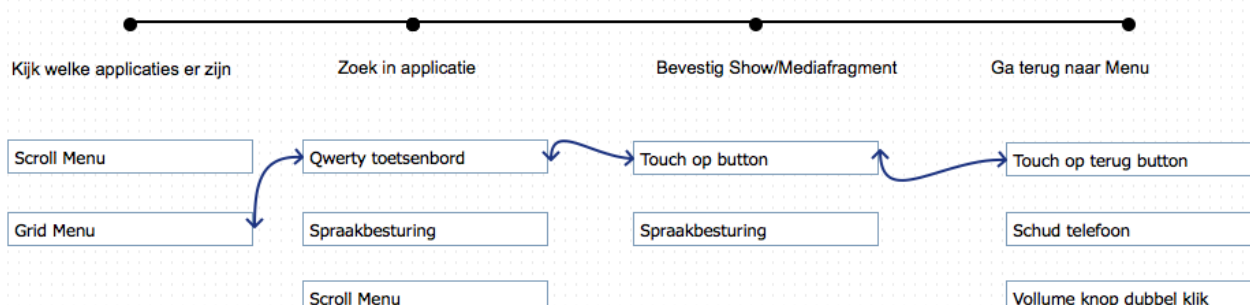 Kijk welke applicaties er zijn
Zoek in applicatie
Bevestig Show/Mediafragment
Ga terug naar Menu
Scroll Menu
Qwerty toetsenbord
Touch op button
Touch op terug button
Grid Menu
Spraakbesturing
Spraakbesturing
Schud telefoon
Scroll Menu
Vollume knop dubbel klik